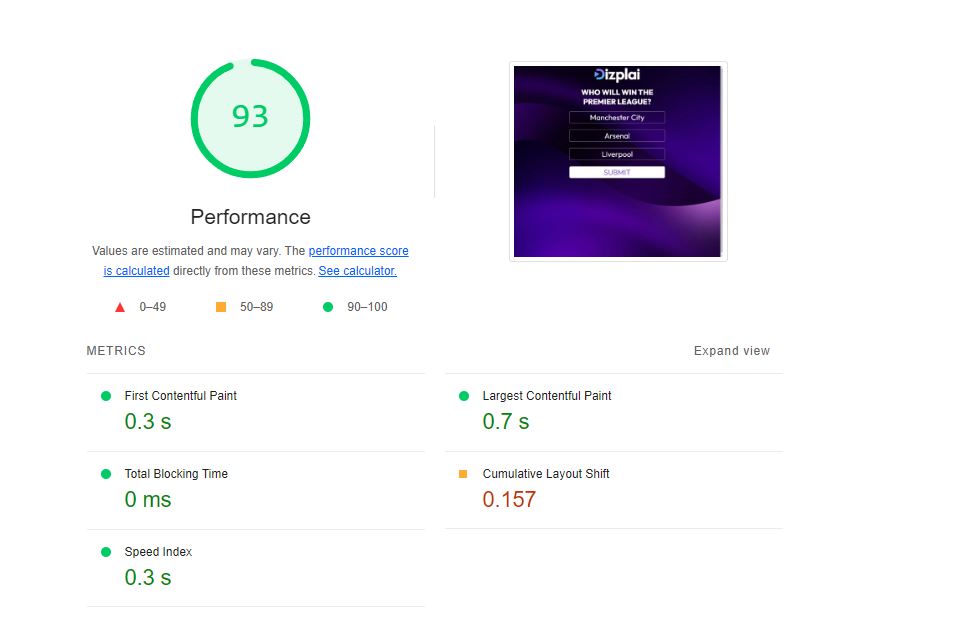 93
Performance
Values are estimated and may vary. The performance score
is calculated directly from these metrics. See calculator.
0–49
50–89
90–100
Dizplai
WHO WILL WIN THE
PREMIER LEAGUE?
Manchester City
Arsenal
Liverpool
SUBMIT
METRICS
Expand view
First Contentful Paint
0.3 s
Largest Contentful Paint
0.7 s
Total Blocking Time
0 ms
Cumulative Layout Shift
0.157
Speed Index
0.3 s